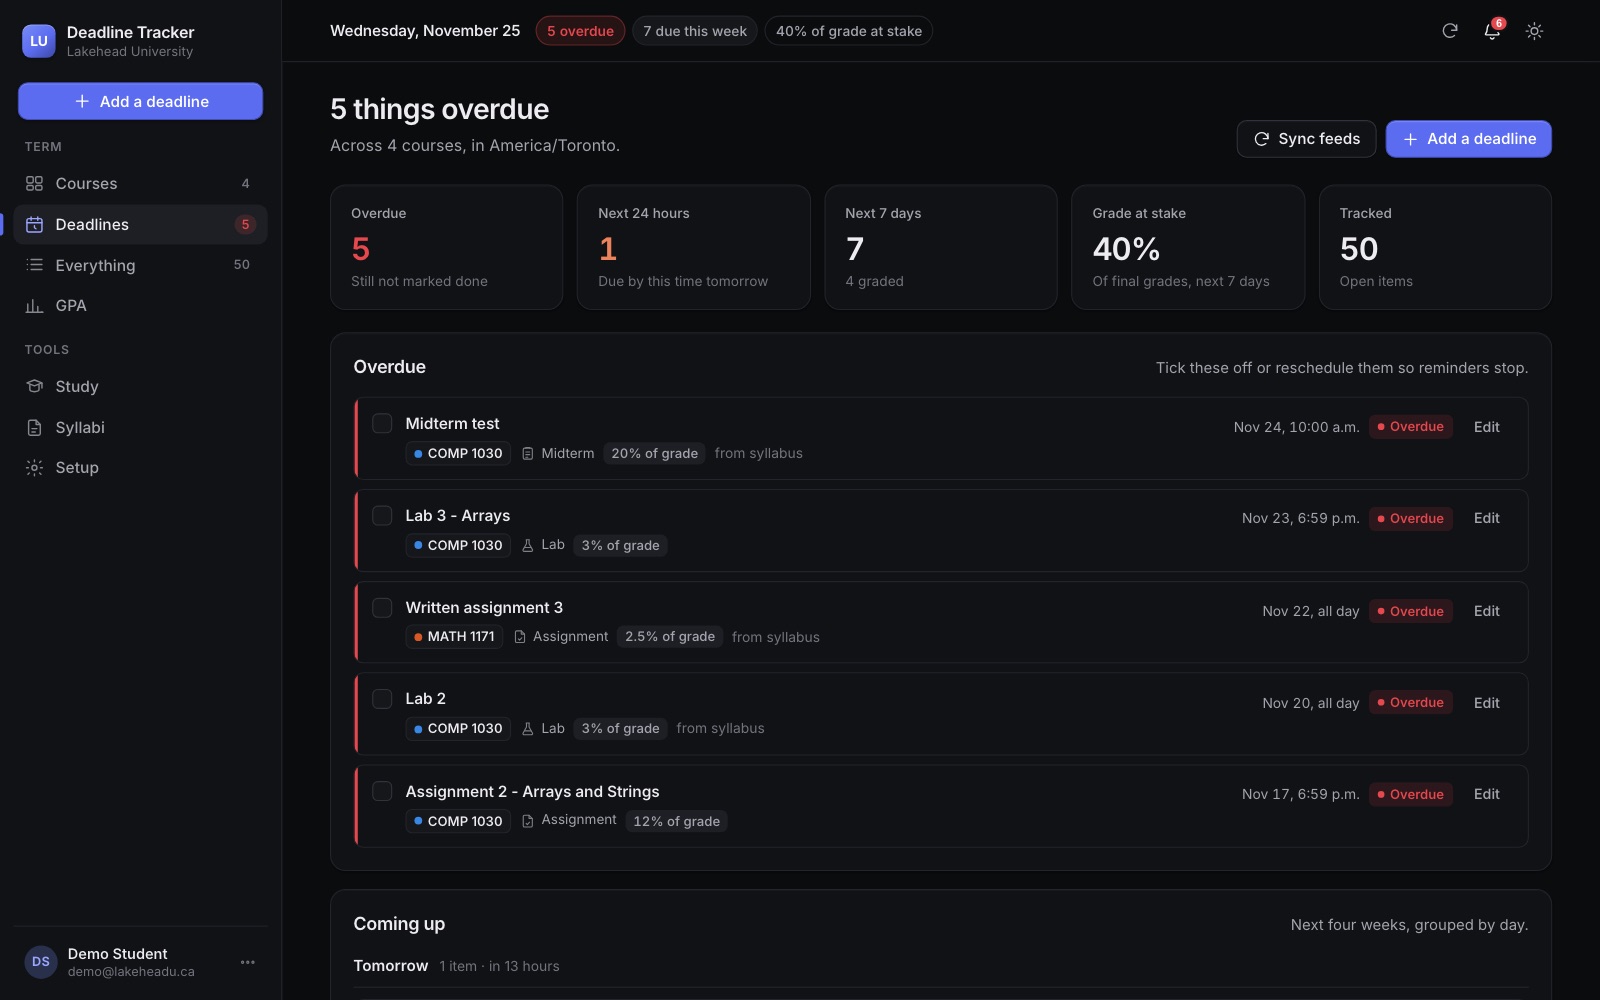 LU
Deadline Tracker
Lakehead University
Add a deadline
TERM
Courses 4
Deadlines 5
Everything 50
GPA
TOOLS
Study
Syllabi
Setup
DS
Demo Student
demo@lakeheadu.ca
Wednesday, November 25 5 overdue 7 due this week 40% of grade at stake 6
5 things overdue
Across 4 courses, in America/Toronto.
Sync feeds Add a deadline
Overdue
5
Still not marked done
Next 24 hours
1
Due by this time tomorrow
Next 7 days
7
4 graded
Grade at stake
40%
Of final grades, next 7 days
Tracked
50
Open items
Overdue Tick these off or reschedule them so reminders stop.
Midterm test Nov 24, 10:00 a.m. Overdue Edit
COMP 1030 Midterm 20% of grade from syllabus
Lab 3 - Arrays Nov 23, 6:59 p.m. Overdue Edit
COMP 1030 Lab 3% of grade
Written assignment 3 Nov 22, all day Overdue Edit
MATH 1171 Assignment 2.5% of grade from syllabus
Lab 2 Nov 20, all day Overdue Edit
COMP 1030 Lab 3% of grade from syllabus
Assignment 2 - Arrays and Strings Nov 17, 6:59 p.m. Overdue Edit
COMP 1030 Assignment 12% of grade
Coming up Next four weeks, grouped by day.
Tomorrow 1 item · in 13 hours